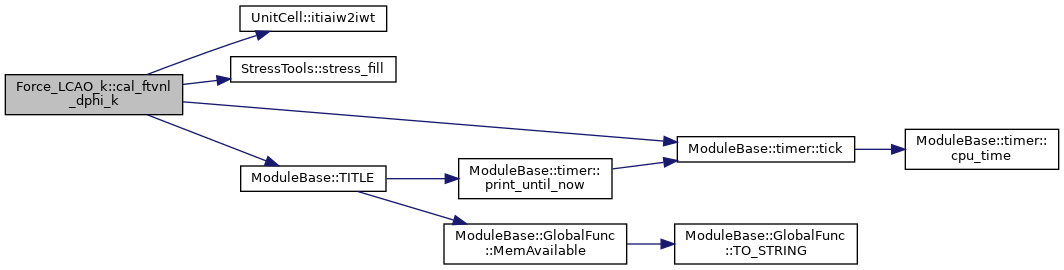 UnitCell::itiaiw2iwt
StressTools::stress_fill
Force_LCAO_k::cal_ftvnl
_dphi_k
ModuleBase::timer::tick
ModuleBase::timer::
cpu_time
ModuleBase::TITLE
ModuleBase::timer::
print_until_now
ModuleBase::GlobalFunc
::MemAvailable
ModuleBase::GlobalFunc
::TO_STRING